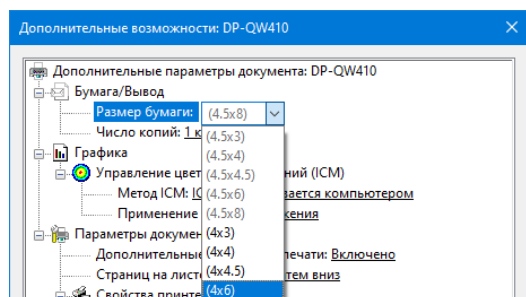 Дополнительные возможности: DP-QW410
Дополнительные параметры документа: DP-QW410
Бумага/Вывод
Размер бумаги: (4.5x8)
Число копий: 1 к
(4.5x3)
Графика
(4.5x4)
Управление цвет ний (ICM)
(4.5x4.5)
Метод ICM: IC вается компьютером
(4.5x6)
Применение жения
(4.5x8)
Параметры докумен
(4x3)
Дополнительные печати: Включено
(4x4)
Страниц на лист тем вниз
(4x4.5)
Свойства принте
(4x6)